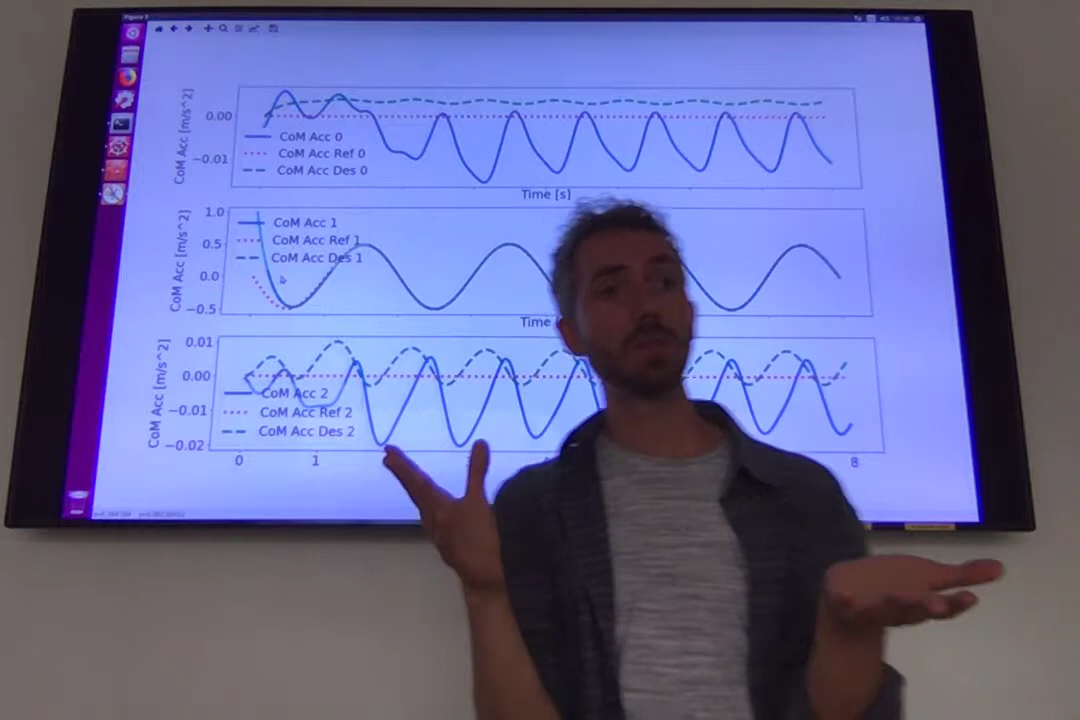 Figure 1
CoM Acc [m/s^2]
0.00
−0.01
CoM Acc 0
CoM Acc Ref 0
CoM Acc Des 0
Time [s]
CoM Acc [m/s^2]
1.0
0.5
0.0
−0.5
CoM Acc 1
CoM Acc Ref 1
CoM Acc Des 1
Time
CoM Acc [m/s^2]
0.01
0.00
−0.01
−0.02
CoM Acc 2
CoM Acc Ref 2
CoM Acc Des 2
0 1 8